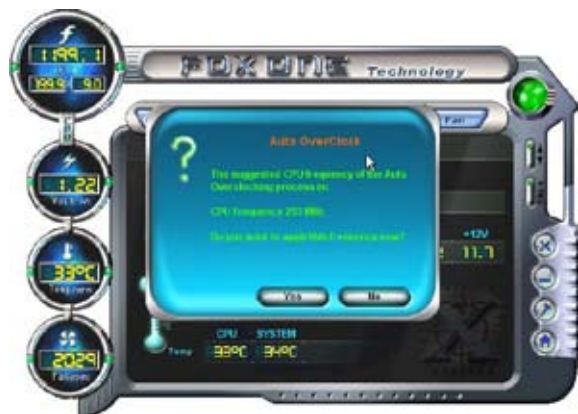 1199.1
199.9 9.0
FOX ONE Technology
Fan
Auto OverClock
The suggested CPU frequency of the Auto
Overclocking process is:
CPU frequency 253 MHz.
Do you want to apply this frequency now?
Yes No
1.22
33°C
2029
+12V
11.7
CPU SYSTEM
Temp 33°C 34°C